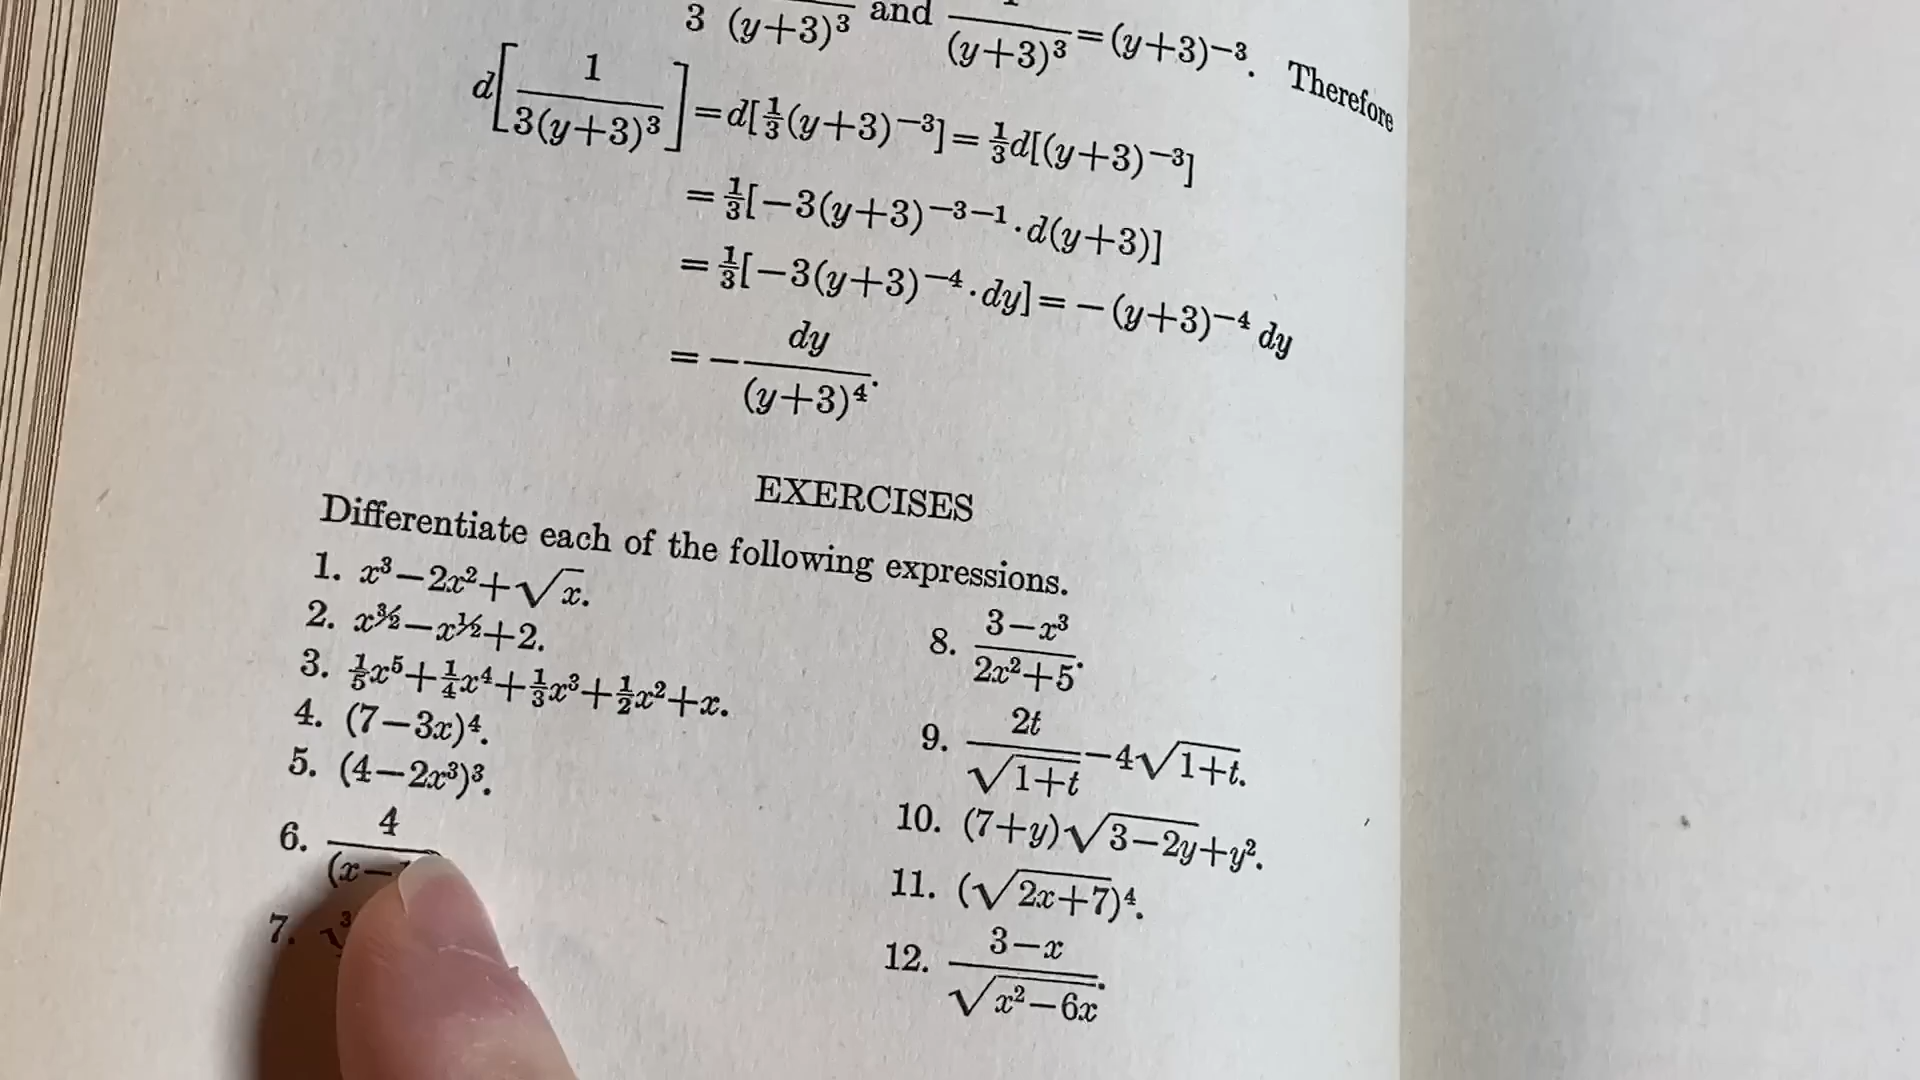 3 (y+3)³ and 1/(y+3)³=(y+3)⁻³. Therefore
d[1/3(y+3)³]=d[⅓(y+3)⁻³]=⅓d[(y+3)⁻³]
=⅓[−3(y+3)⁻³⁻¹·d(y+3)]
=⅓[−3(y+3)⁻⁴·dy]=−(y+3)⁻⁴ dy
=−dy/(y+3)⁴.
EXERCISES
Differentiate each of the following expressions.
1. x³−2x²+√x.
2. x^3/2−x^1/2+2.
3. ⅕x⁵+¼x⁴+⅓x³+½x²+x.
4. (7−3x)⁴.
5. (4−2x³)³.
6. 4/(x−
7.
8. 3−x³/2x²+5.
9. 2t/√1+t−4√1+t.
10. (7+y)√3−2y+y².
11. (√2x+7)⁴.
12. 3−x/√x²−6x.